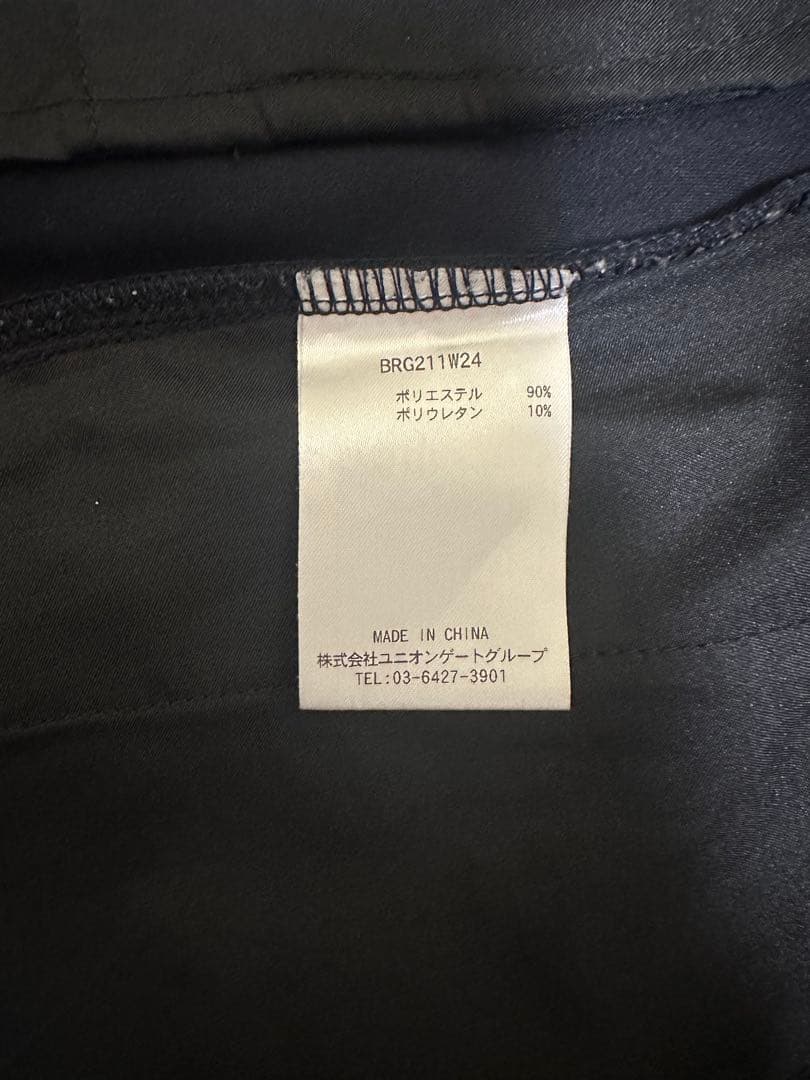 BRG211W24
ポリエステル 90%
ポリウレタン 10%
MADE IN CHINA
株式会社ユニオンゲートグループ
TEL:03-6427-3901